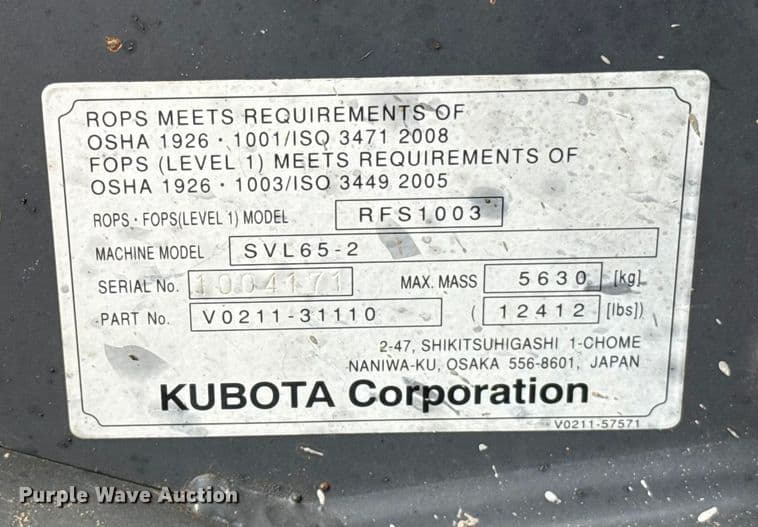 ROPS MEETS REQUIREMENTS OF
OSHA 1926・1001/ISO 3471 2008
FOPS (LEVEL 1) MEETS REQUIREMENTS OF
OSHA 1926・1003/ISO 3449 2005
ROPS・FOPS(LEVEL 1) MODEL RFS1003
MACHINE MODEL SVL65-2
SERIAL No. 1004171 MAX. MASS 5630 [kg]
PART No. V0211-31110 ( 12412 [lbs])
2-47, SHIKITSUHIGASHI 1-CHOME
NANIWA-KU, OSAKA 556-8601, JAPAN
KUBOTA Corporation
V0211-57571
Purple Wave Auction